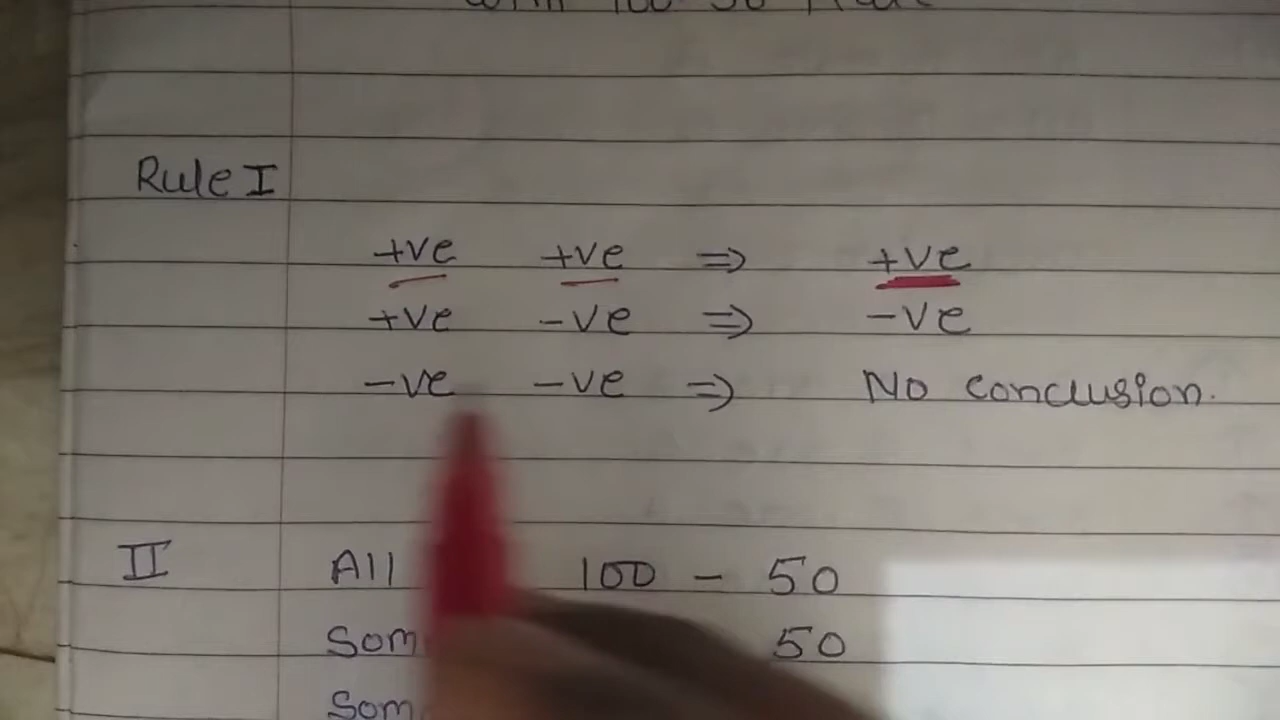 Rule I
+ve +ve ⇒ +ve
+ve -ve ⇒ -ve
-ve -ve ⇒ No conclusion.
II All 100 - 50
50